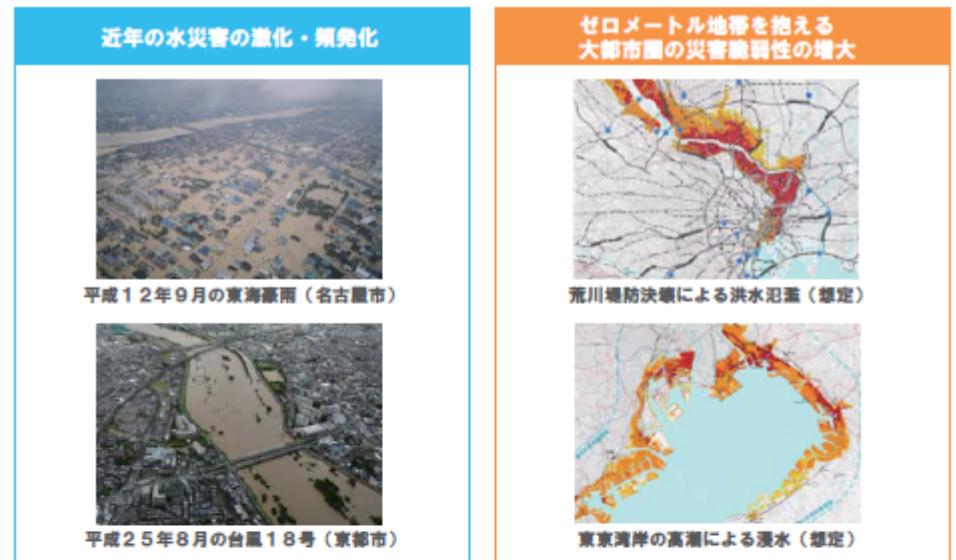 近年の水災害の激化・頻発化
平成１２年９月の東海豪雨（名古屋市）
平成２５年８月の台風１８号（京都市）
ゼロメートル地帯を抱える
大都市圏の災害脆弱性の増大
荒川堤防決壊による洪水氾濫（想定）
東京湾岸の高潮による浸水（想定）